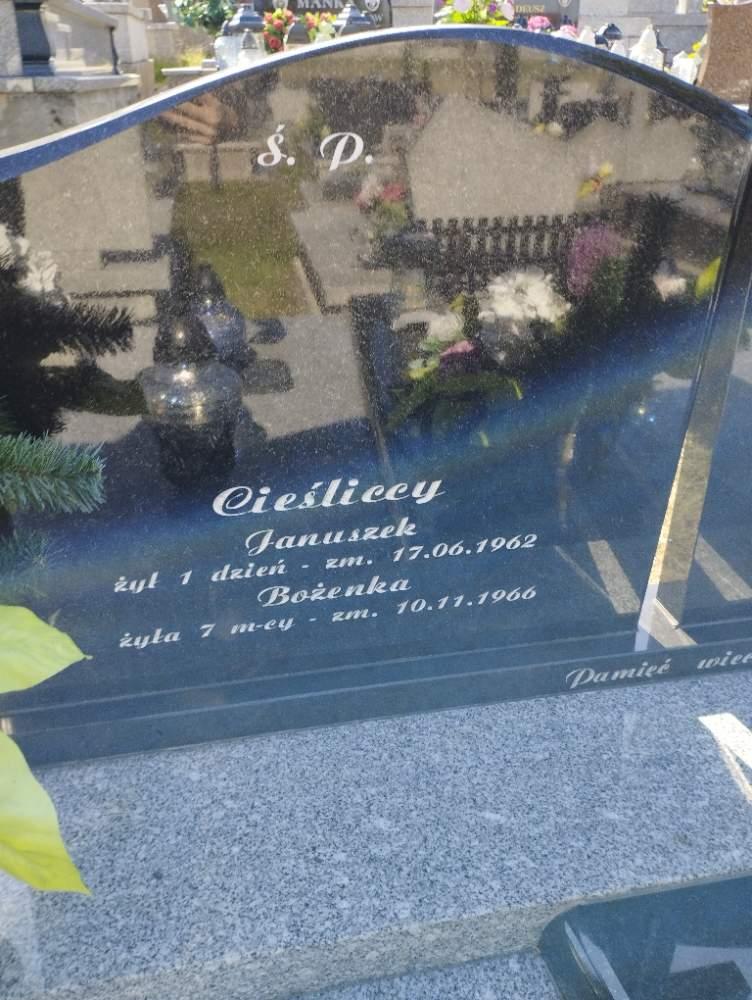 Ś. P.
Cieśliccy
Januszek
żył 1 dzień - zm. 17.06.1962
Bożenka
żyła 7 m-cy - zm. 10.11.1966
Pamięć